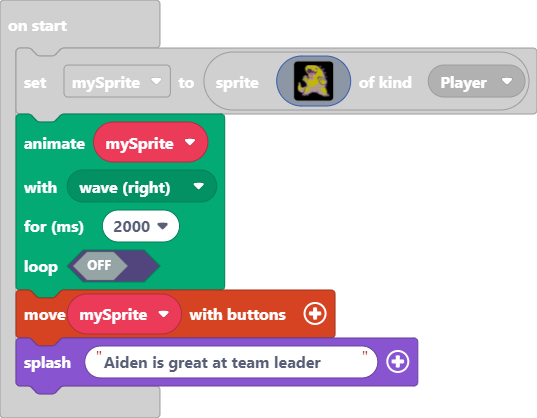 on start
set mySprite to sprite of kind Player
animate mySprite
with wave (right)
for (ms) 2000
loop OFF
move mySprite with buttons
splash "Aiden is great at team leader "